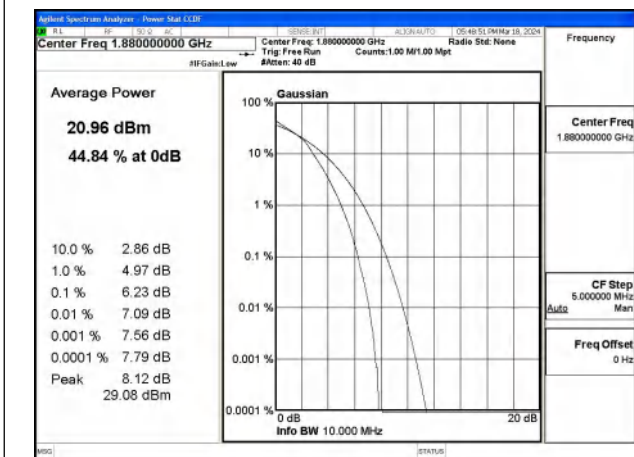 Agilent Spectrum Analyzer - Power Stat CCDF
RL RF 50 Ω AC SENSE:INT ALIGN AUTO 05:48:51 PM Mar 18, 2024
Center Freq 1.880000000 GHz
Center Freq: 1.880000000 GHz Radio Std: None
Trig: Free Run Counts:1.00 M/1.00 Mpt
#IFGain:Low #Atten: 40 dB
Frequency
Average Power
20.96 dBm
44.84 % at 0dB
10.0 % 2.86 dB
1.0 % 4.97 dB
0.1 % 6.23 dB
0.01 % 7.09 dB
0.001 % 7.56 dB
0.0001 % 7.79 dB
Peak 8.12 dB
29.08 dBm
Gaussian
100 %
10 %
1 %
0.1 %
0.01 %
0.001 %
0.0001 %
0 dB 20 dB
Info BW 10.000 MHz
Center Freq
1.880000000 GHz
CF Step
5.000000 MHz
Auto Man
Freq Offset
0 Hz
MSG STATUS